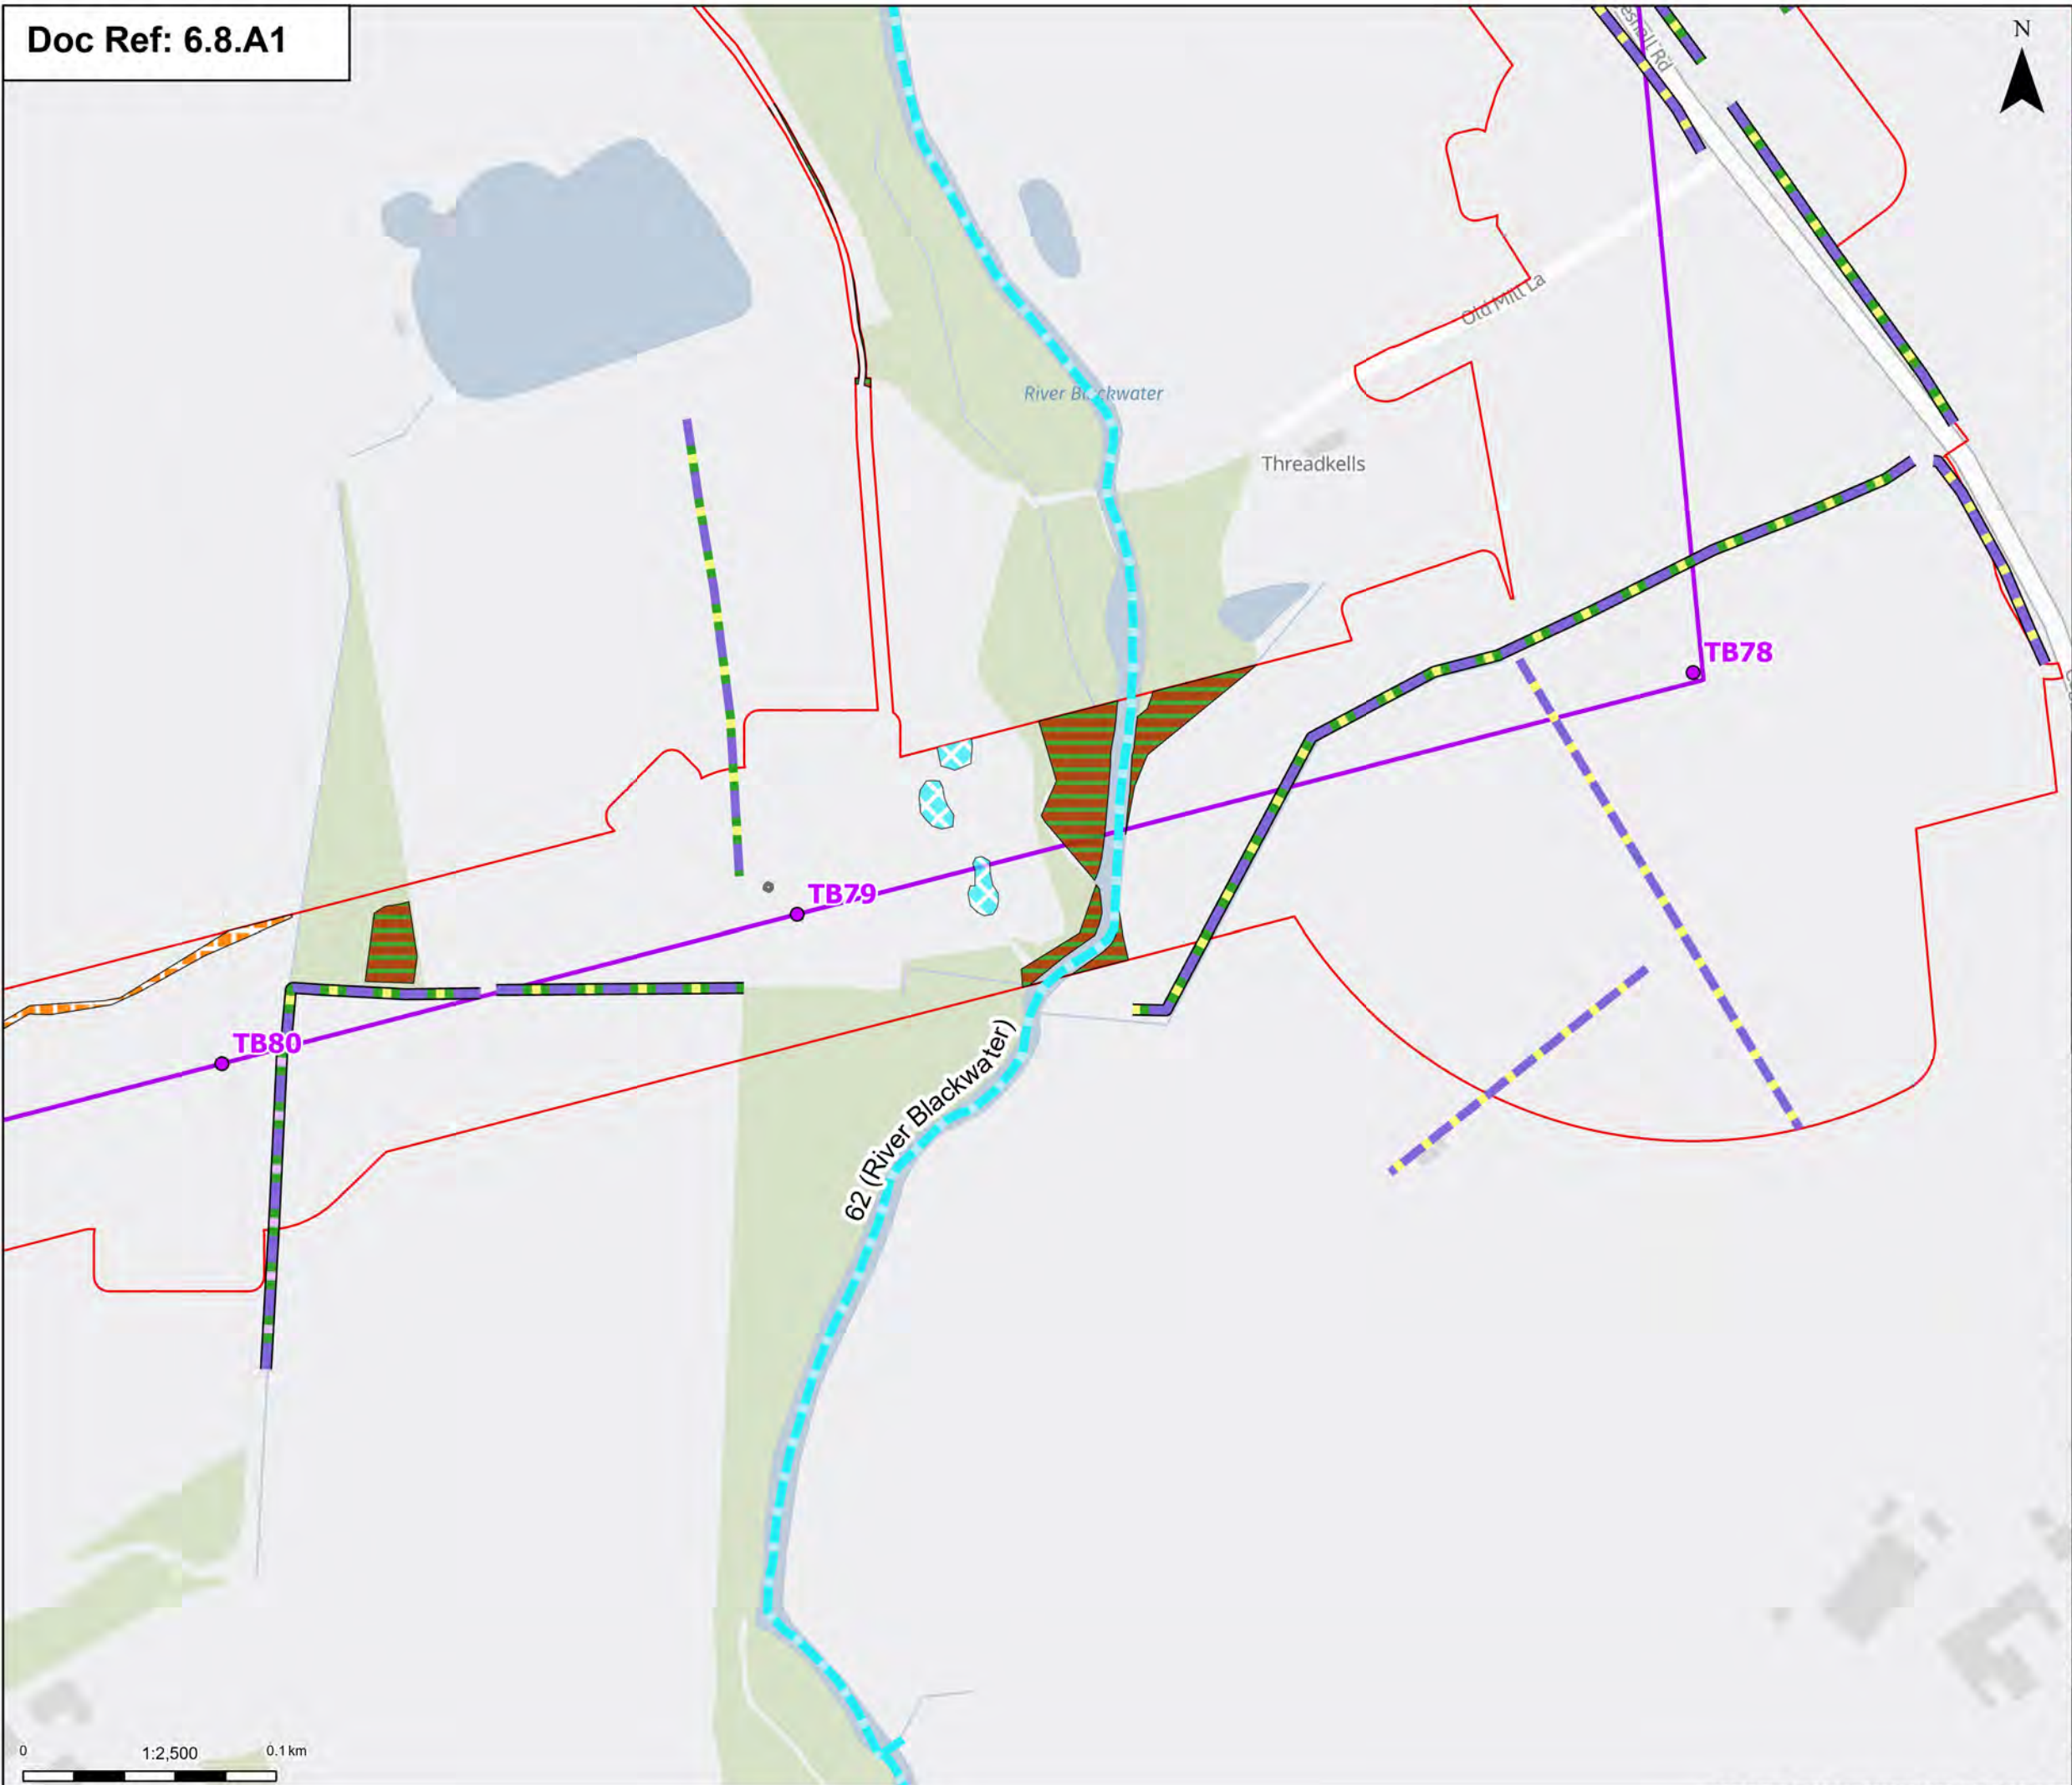 Doc Ref: 6.8.A1
N
Old Mill La
River Blackwater
Threadkells
TB78
TB79
TB80
62 (River Blackwater)
0
1:2,500
0.1 km